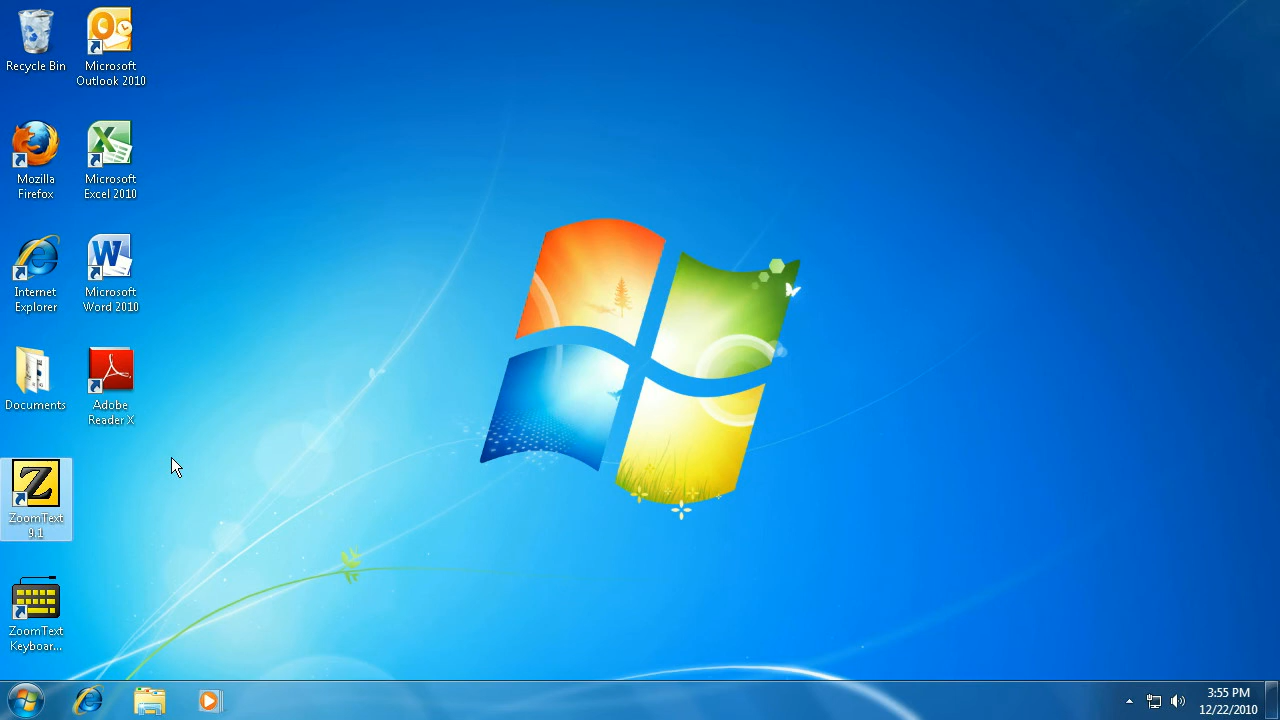 Recycle Bin
Microsoft
Outlook 2010
Mozilla
Firefox
Microsoft
Excel 2010
Internet
Explorer
Microsoft
Word 2010
Documents
Adobe
Reader X
ZoomText
9.1
ZoomText
Keyboar...
3:55 PM
12/22/2010